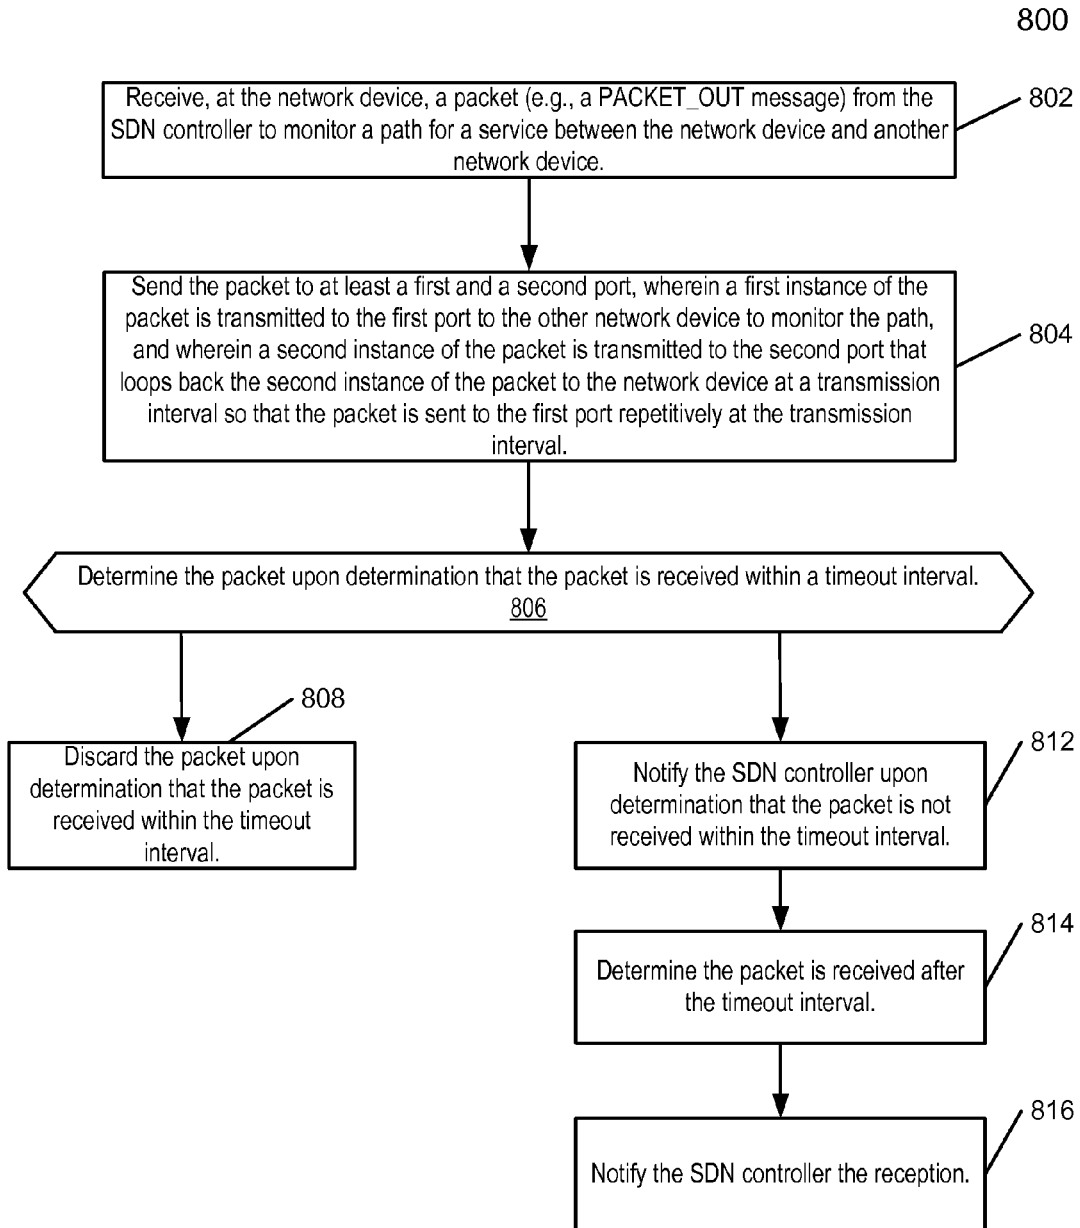 800
Receive, at the network device, a packet (e.g., a PACKET_OUT message) from the
SDN controller to monitor a path for a service between the network device and another
network device.
802
Send the packet to at least a first and a second port, wherein a first instance of the
packet is transmitted to the first port to the other network device to monitor the path,
and wherein a second instance of the packet is transmitted to the second port that
loops back the second instance of the packet to the network device at a transmission
interval so that the packet is sent to the first port repetitively at the transmission
interval.
804
Determine the packet upon determination that the packet is received within a timeout interval.
806
808
Discard the packet upon
determination that the packet is
received within the timeout
interval.
812
Notify the SDN controller upon
determination that the packet is not
received within the timeout interval.
814
Determine the packet is received after
the timeout interval.
816
Notify the SDN controller the reception.